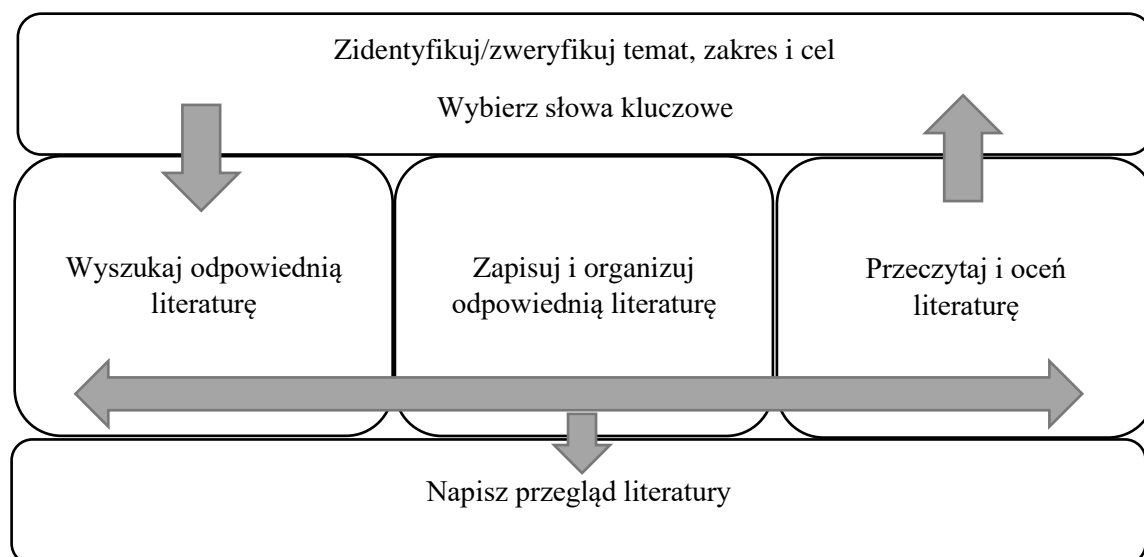 Zidentyfikuj/zweryfikuj temat, zakres i cel
Wybierz słowa kluczowe
Wyszukaj odpowiednią
literaturę
Zapisuj i organizuj
odpowiednią literaturę
Przeczytaj i oceń
literaturę
Napisz przegląd literatury